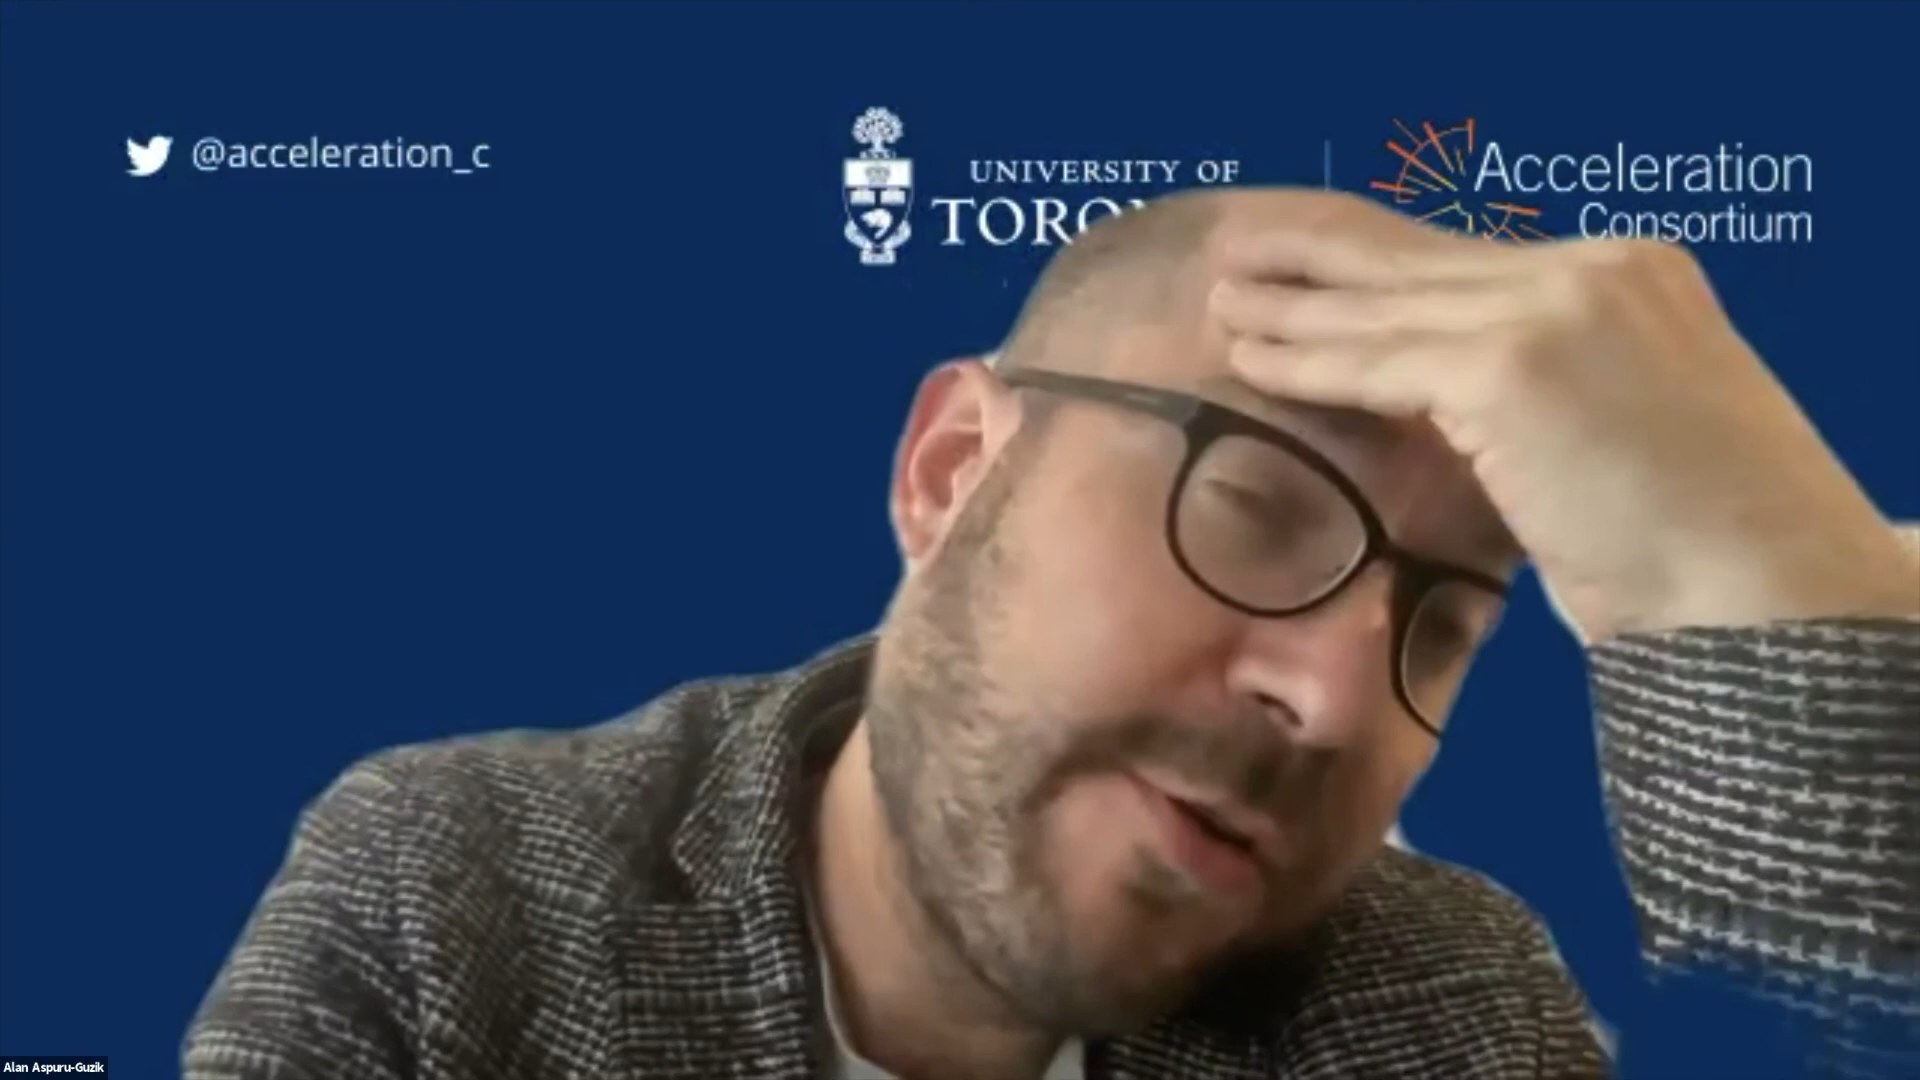 @acceleration_c
UNIVERSITY OF
Acceleration
Consortium
Alan Aspuru-Guzik